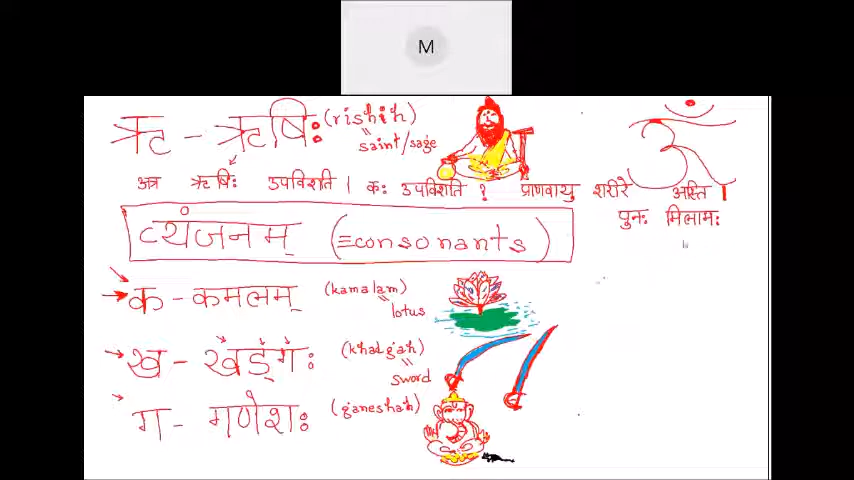 M
ऋ - ऋषिः (rishih) ॐ
" saint/sage
अत्र ऋषिः उपविशति । कः उपविशति ? प्राणवायु शरीरे अस्ति ।
पुनः मिलामः
व्यंजनम् (≡consonants)
क - कमलम् (kamalam)
" lotus
ख - खड्गः (khadgah)
" sword
ग - गणेशः (ganeshah)